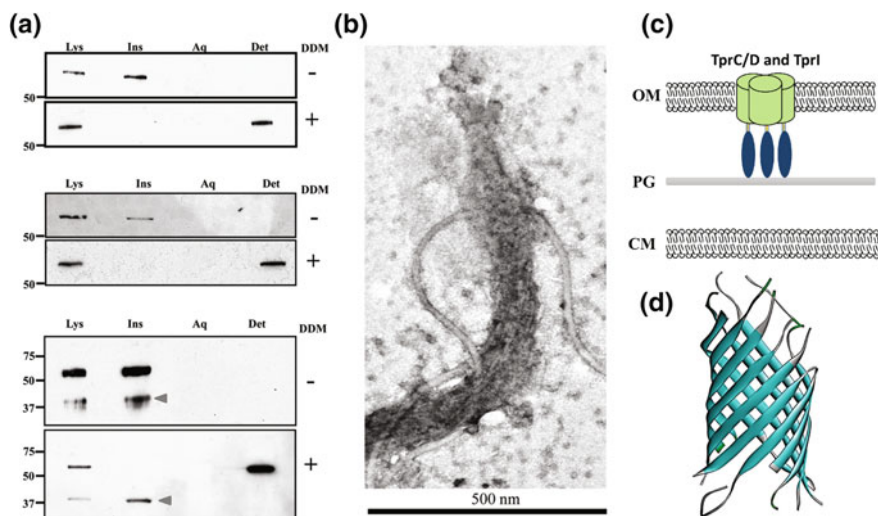 (a)
Lys Ins Aq Det DDM
-
50
+
50
Lys Ins Aq Det
-
50
+
50
Lys Ins Aq Det DDM
75
50
37
-
75
50
37
+
(b)
500 nm
(c)
TprC/D and TprI
OM
PG
CM
(d)